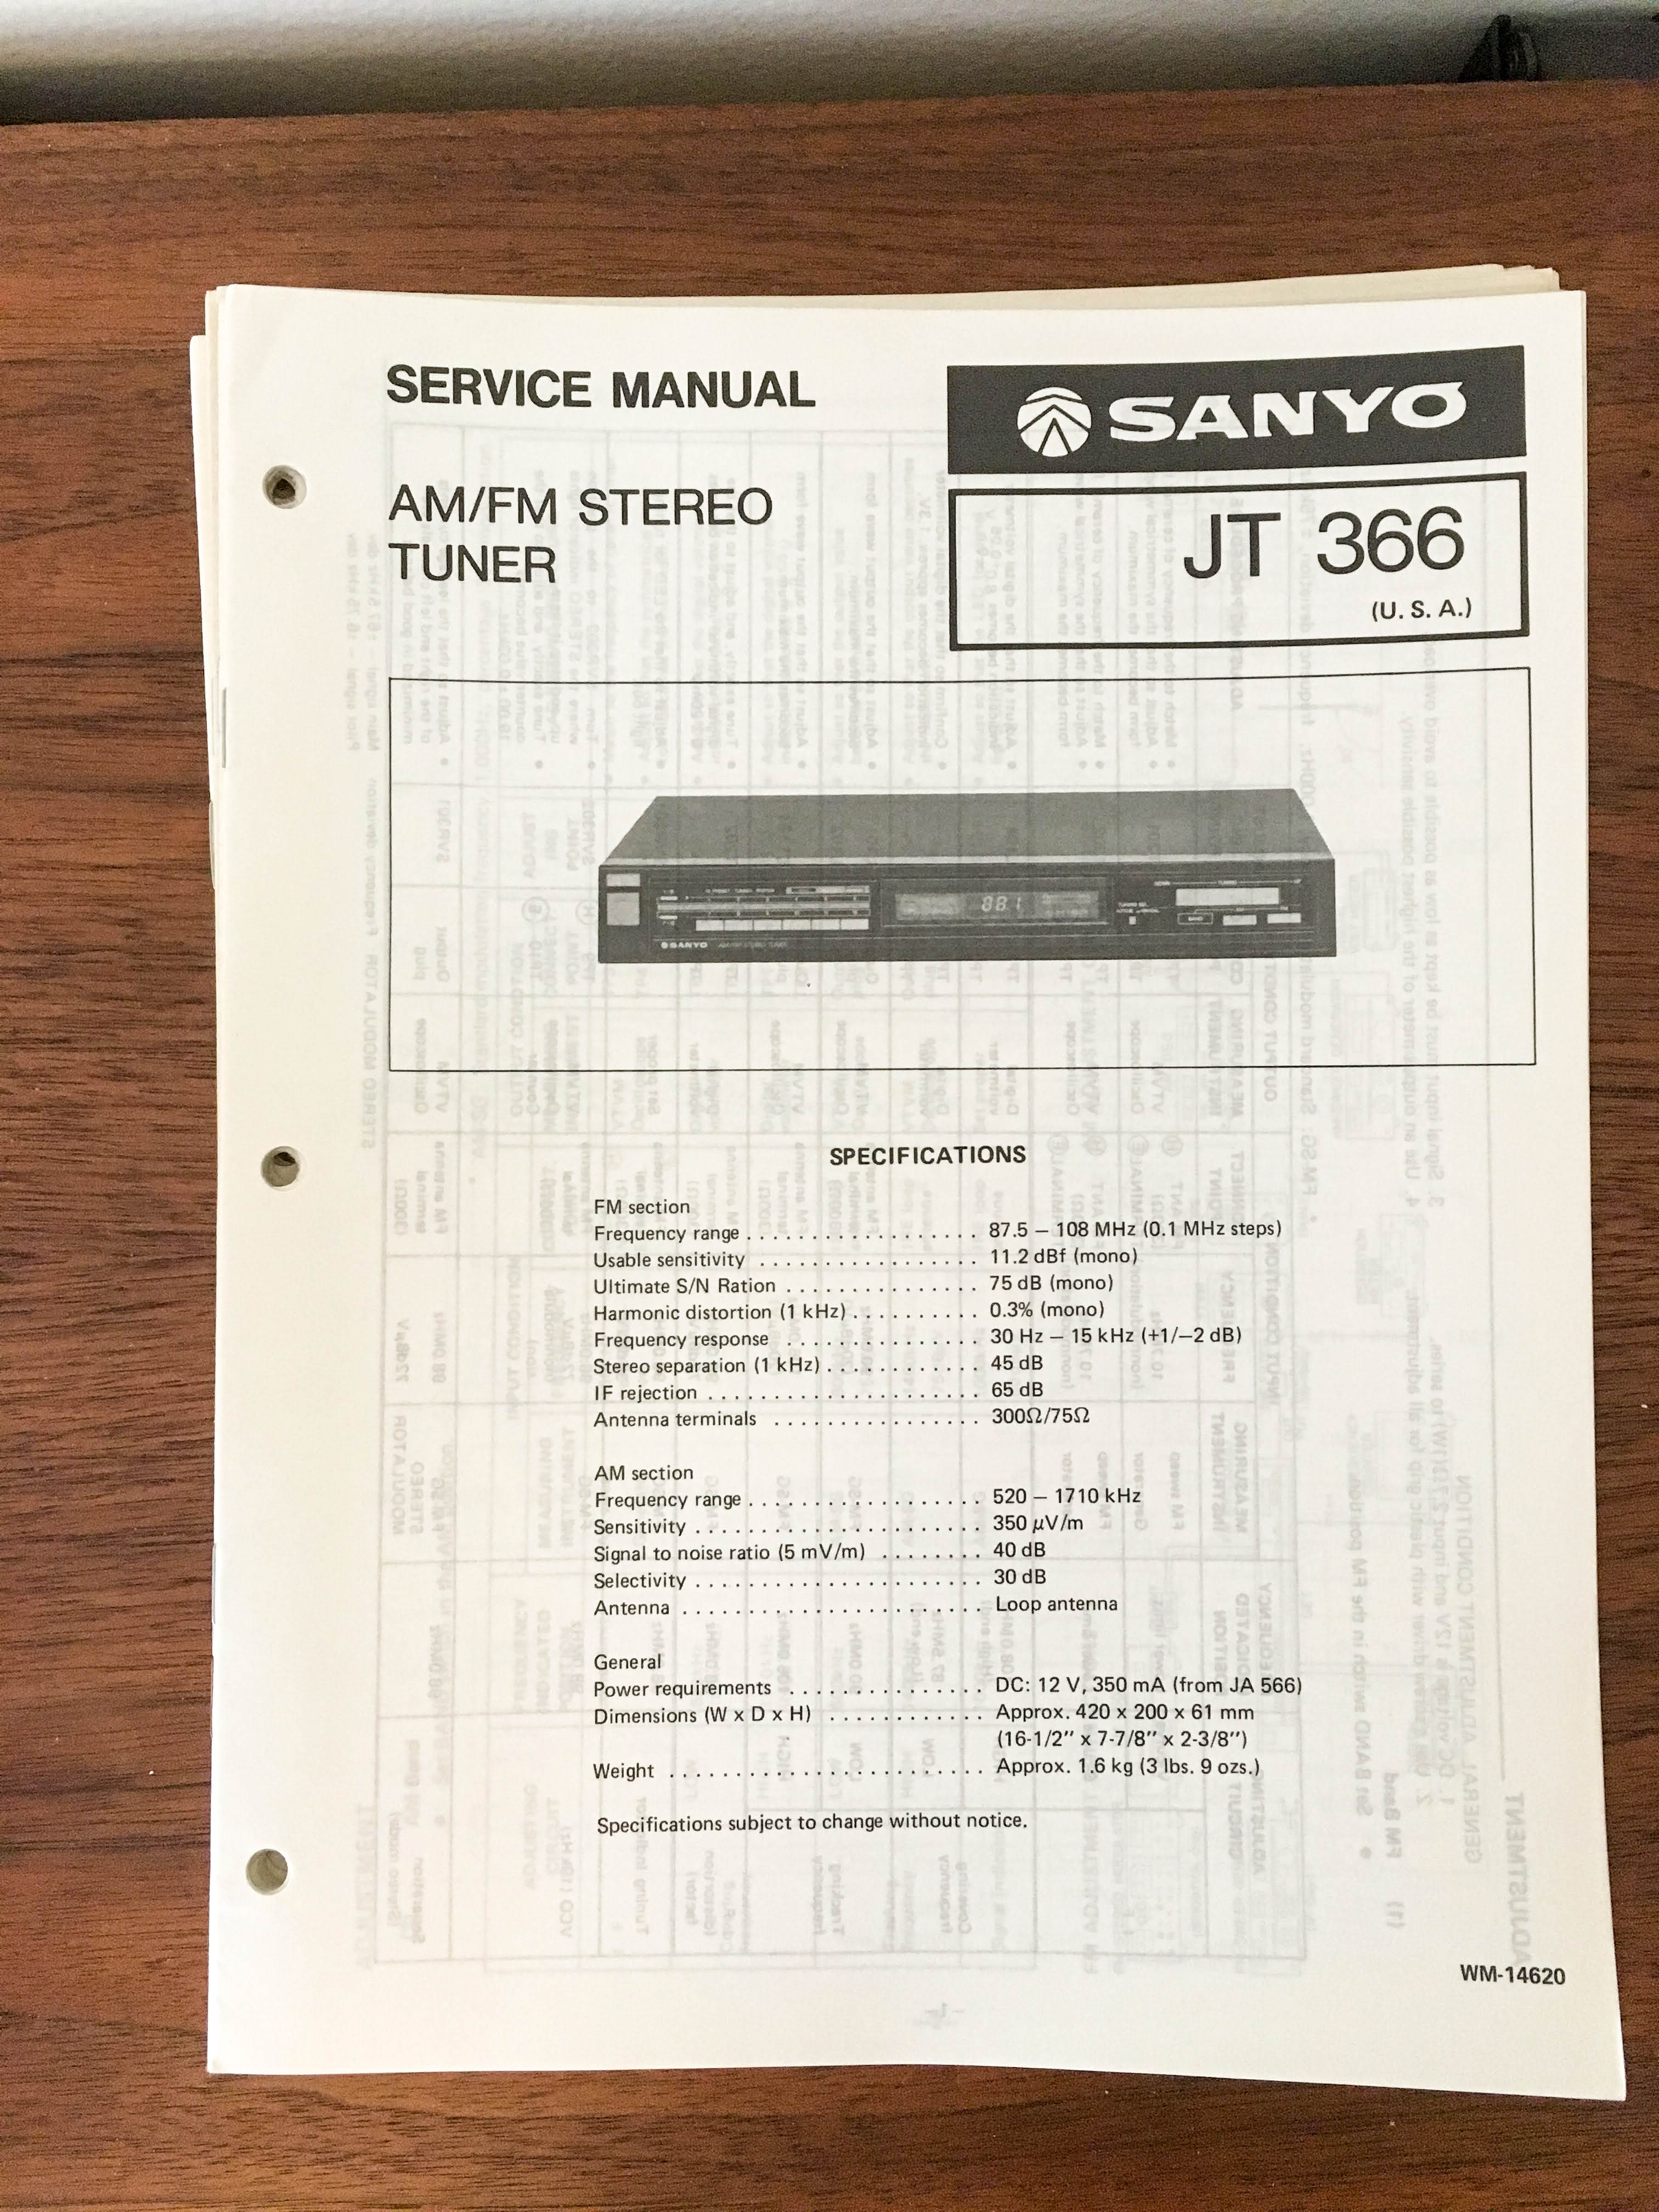 SERVICE MANUAL
SANYO
AM/FM STEREO
TUNER
JT 366
(U. S. A.)
88.1
SANYO
SPECIFICATIONS
FM section
Frequency range . . . . . . . . . . . . . . . . . . 87.5 – 108 MHz (0.1 MHz steps)
Usable sensitivity . . . . . . . . . . . . . . . . . 11.2 dBf (mono)
Ultimate S/N Ration . . . . . . . . . . . . . . . 75 dB (mono)
Harmonic distortion (1 kHz) . . . . . . . . . . 0.3% (mono)
Frequency response . . . . . . . . . . . . . . . 30 Hz – 15 kHz (+1/–2 dB)
Stereo separation (1 kHz) . . . . . . . . . . . . 45 dB
IF rejection . . . . . . . . . . . . . . . . . . . . . 65 dB
Antenna terminals . . . . . . . . . . . . . . . . 300Ω/75Ω
AM section
Frequency range . . . . . . . . . . . . . . . . . . 520 – 1710 kHz
Sensitivity . . . . . . . . . . . . . . . . . . . . . . 350 μV/m
Signal to noise ratio (5 mV/m) . . . . . . . . 40 dB
Selectivity . . . . . . . . . . . . . . . . . . . . . . 30 dB
Antenna . . . . . . . . . . . . . . . . . . . . . . . Loop antenna
General
Power requirements . . . . . . . . . . . . . . . DC: 12 V, 350 mA (from JA 566)
Dimensions (W x D x H) . . . . . . . . . . . . Approx. 420 x 200 x 61 mm
(16-1/2" x 7-7/8" x 2-3/8")
Weight . . . . . . . . . . . . . . . . . . . . . . . . Approx. 1.6 kg (3 lbs. 9 ozs.)
Specifications subject to change without notice.
WM-14620